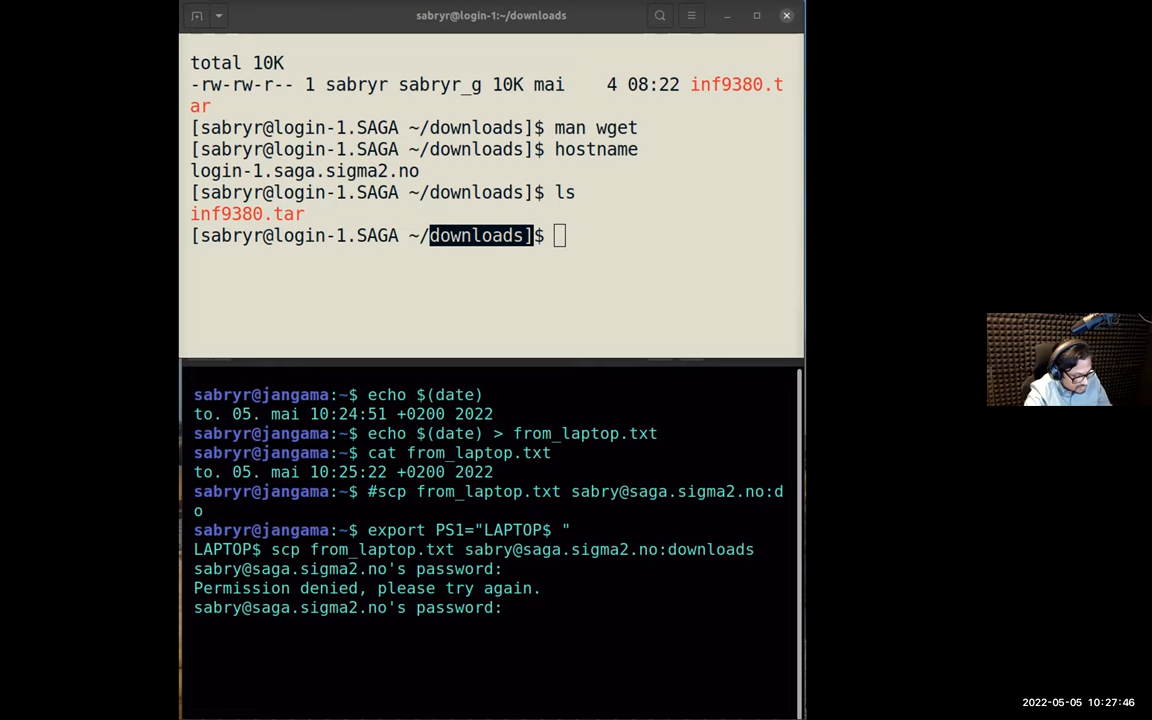 sabryr@login-1:~/downloads
total 10K
-rw-rw-r-- 1 sabryr sabryr_g 10K mai    4 08:22 inf9380.t
ar
[sabryr@login-1.SAGA ~/downloads]$ man wget
[sabryr@login-1.SAGA ~/downloads]$ hostname
login-1.saga.sigma2.no
[sabryr@login-1.SAGA ~/downloads]$ ls
inf9380.tar
[sabryr@login-1.SAGA ~/downloads]$
sabryr@jangama:~$ echo $(date)
to. 05. mai 10:24:51 +0200 2022
sabryr@jangama:~$ echo $(date) > from_laptop.txt
sabryr@jangama:~$ cat from_laptop.txt
to. 05. mai 10:25:22 +0200 2022
sabryr@jangama:~$ #scp from_laptop.txt sabry@saga.sigma2.no:d
o
sabryr@jangama:~$ export PS1="LAPTOP$ "
LAPTOP$ scp from_laptop.txt sabry@saga.sigma2.no:downloads
sabry@saga.sigma2.no's password:
Permission denied, please try again.
sabry@saga.sigma2.no's password:
2022-05-05 10:27:46